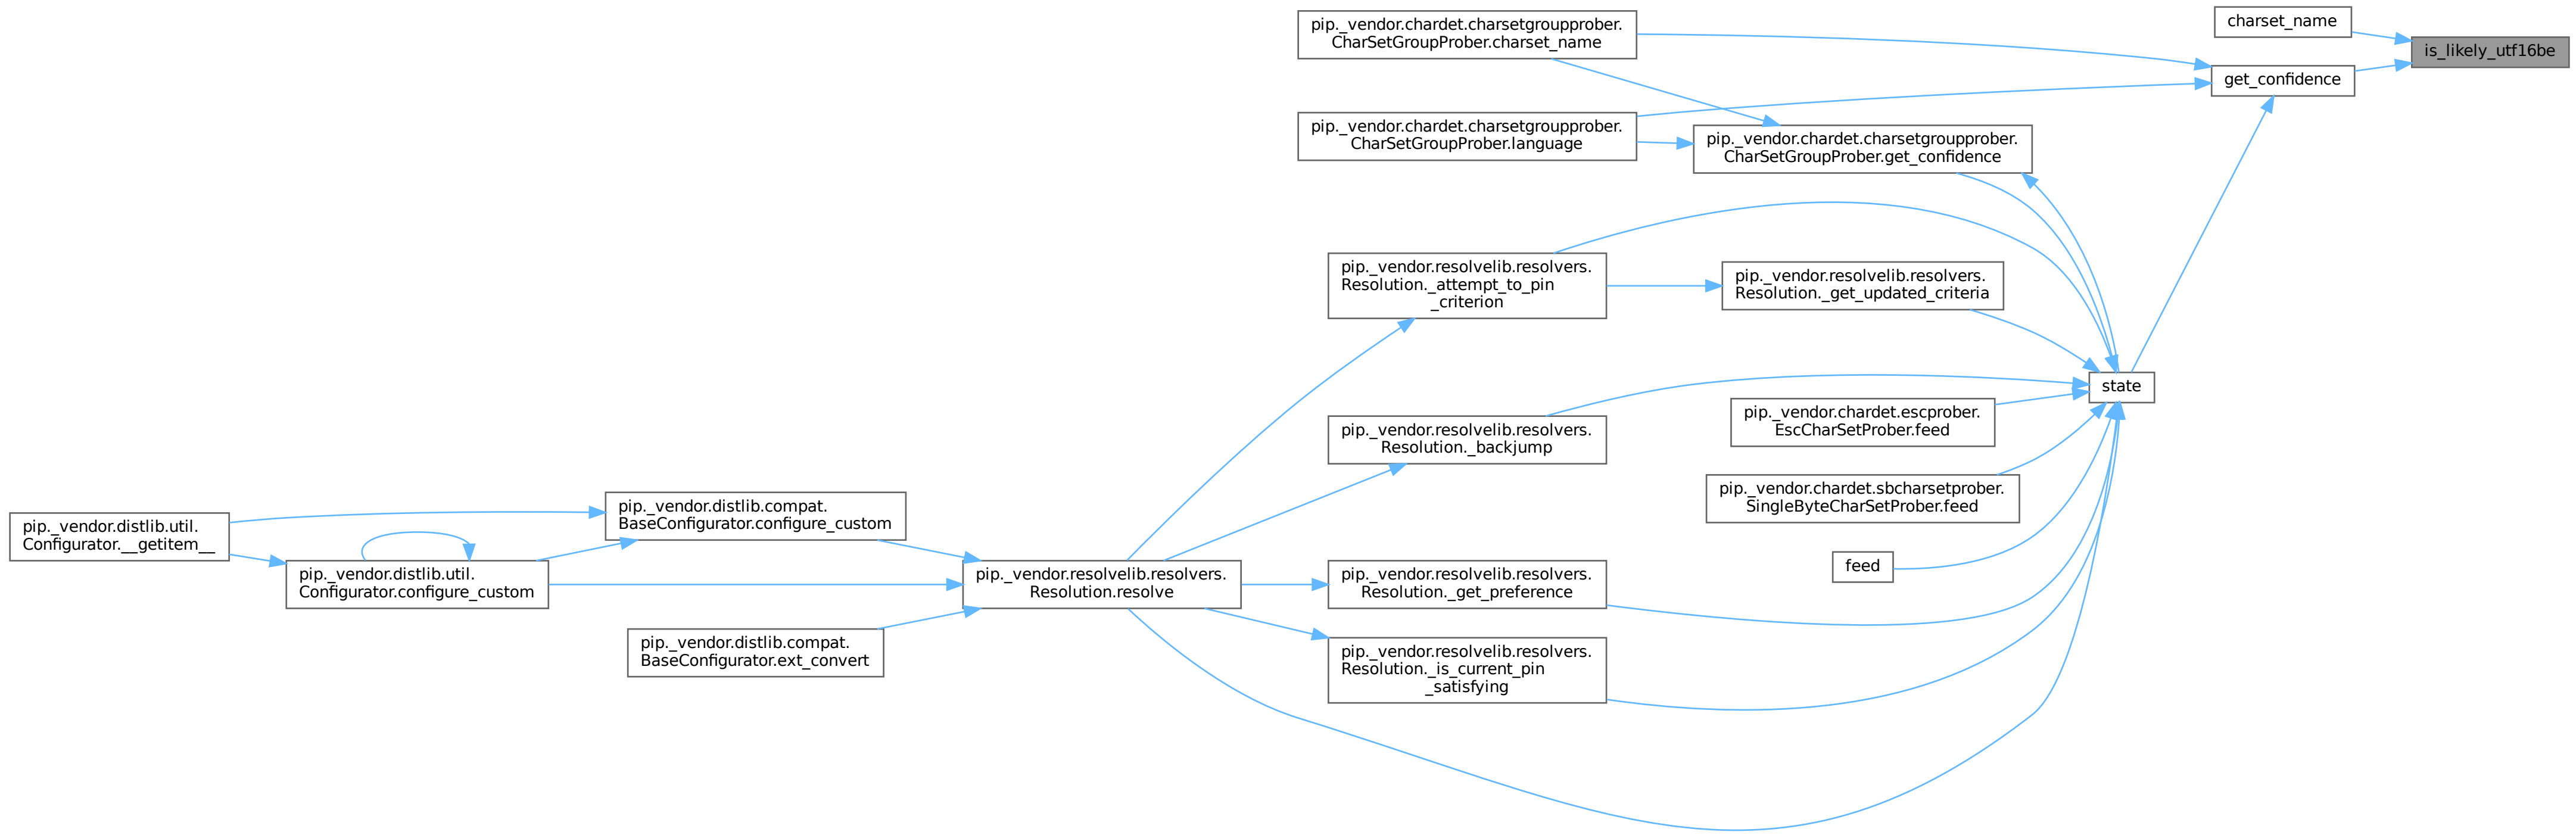 pip._vendor.chardet.charsetgroupprober.
CharSetGroupProber.charset_name
charset_name
is_likely_utf16be
get_confidence
pip._vendor.chardet.charsetgroupprober.
CharSetGroupProber.language
pip._vendor.chardet.charsetgroupprober.
CharSetGroupProber.get_confidence
pip._vendor.resolvelib.resolvers.
Resolution._attempt_to_pin
_criterion
pip._vendor.resolvelib.resolvers.
Resolution._get_updated_criteria
state
pip._vendor.resolvelib.resolvers.
Resolution._backjump
pip._vendor.chardet.escprober.
EscCharSetProber.feed
pip._vendor.chardet.sbcharsetprober.
SingleByteCharSetProber.feed
pip._vendor.distlib.util.
Configurator.__getitem__
pip._vendor.distlib.compat.
BaseConfigurator.configure_custom
feed
pip._vendor.distlib.util.
Configurator.configure_custom
pip._vendor.resolvelib.resolvers.
Resolution.resolve
pip._vendor.resolvelib.resolvers.
Resolution._get_preference
pip._vendor.distlib.compat.
BaseConfigurator.ext_convert
pip._vendor.resolvelib.resolvers.
Resolution._is_current_pin
_satisfying